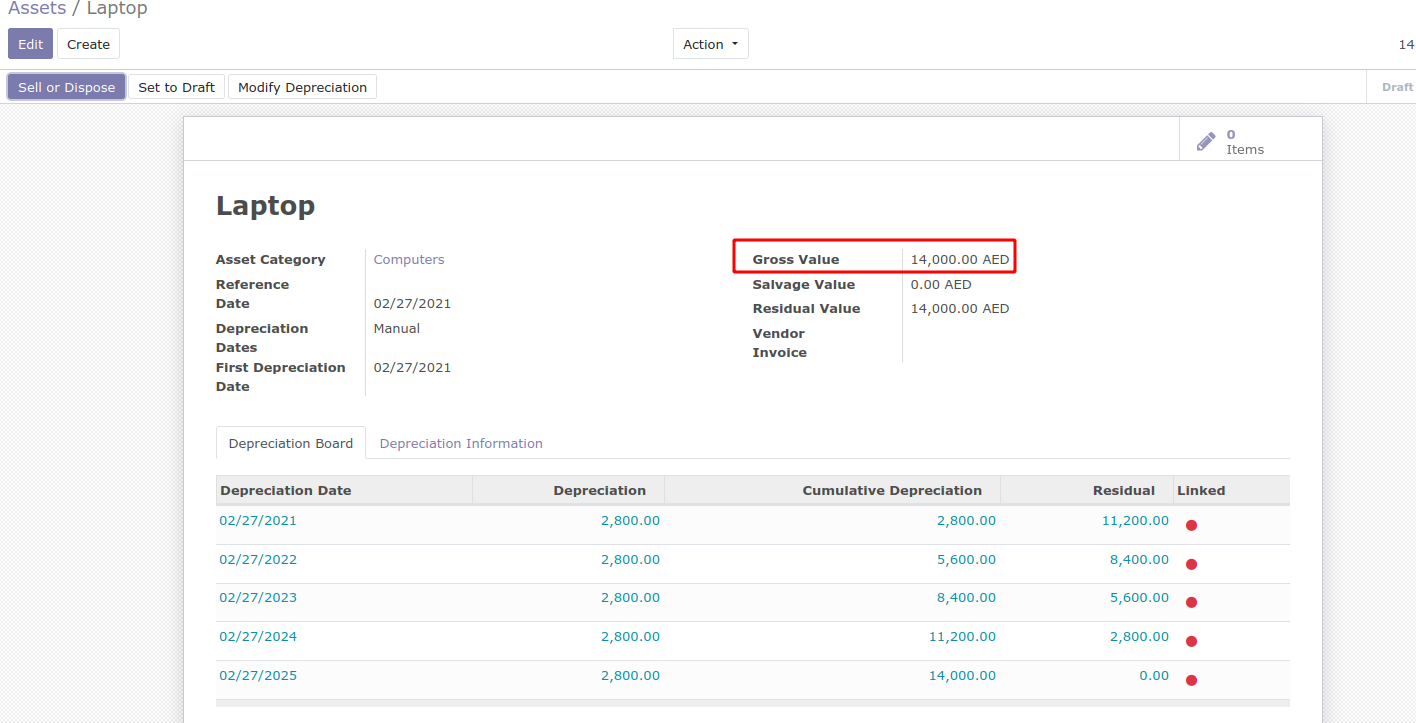 Assets / Laptop
Edit Create Action 14
Sell or Dispose Set to Draft Modify Depreciation Draft
0
Items
Laptop
Asset Category Computers
Reference
Date 02/27/2021
Depreciation Dates Manual
First Depreciation Date 02/27/2021
Gross Value 14,000.00 AED
Salvage Value 0.00 AED
Residual Value 14,000.00 AED
Vendor
Invoice
Depreciation Board Depreciation Information
Depreciation Date Depreciation Cumulative Depreciation Residual Linked
02/27/2021 2,800.00 2,800.00 11,200.00
02/27/2022 2,800.00 5,600.00 8,400.00
02/27/2023 2,800.00 8,400.00 5,600.00
02/27/2024 2,800.00 11,200.00 2,800.00
02/27/2025 2,800.00 14,000.00 0.00